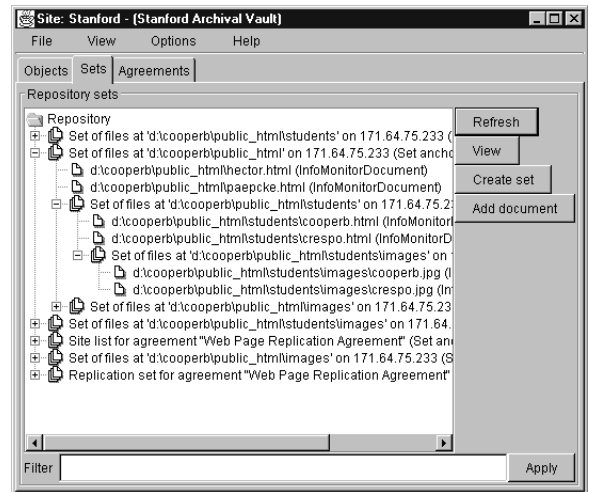 Site: Stanford - (Stanford Archival Vault)
File View Options Help
Objects Sets Agreements
Repository sets
Repository
Set of files at 'd:\cooperb\public_html\students' on 171.64.75.233 (
Set of files at 'd:\cooperb\public_html' on 171.64.75.233 (Set ancho
d:\cooperb\public_html\hector.html (InfoMonitorDocument)
d:\cooperb\public_html\paepcke.html (InfoMonitorDocument)
Set of files at 'd:\cooperb\public_html\students' on 171.64.75.23
d:\cooperb\public_html\students\cooperb.html (InfoMonitorI
d:\cooperb\public_html\students\crespo.html (InfoMonitorD
Set of files at 'd:\cooperb\public_html\students\images' on
d:\cooperb\public_html\students\images\cooperb.jpg (I
d:\cooperb\public_html\students\images\crespo.jpg (In
Set of files at 'd:\cooperb\public_html\images' on 171.64.75.23
Set of files at 'd:\cooperb\public_html\students\images' on 171.64.
Site list for agreement "Web Page Replication Agreement" (Set an
Set of files at 'd:\cooperb\public_html\images' on 171.64.75.233 (S
Replication set for agreement "Web Page Replication Agreement"
Refresh
View
Create set
Add document
Filter
Apply